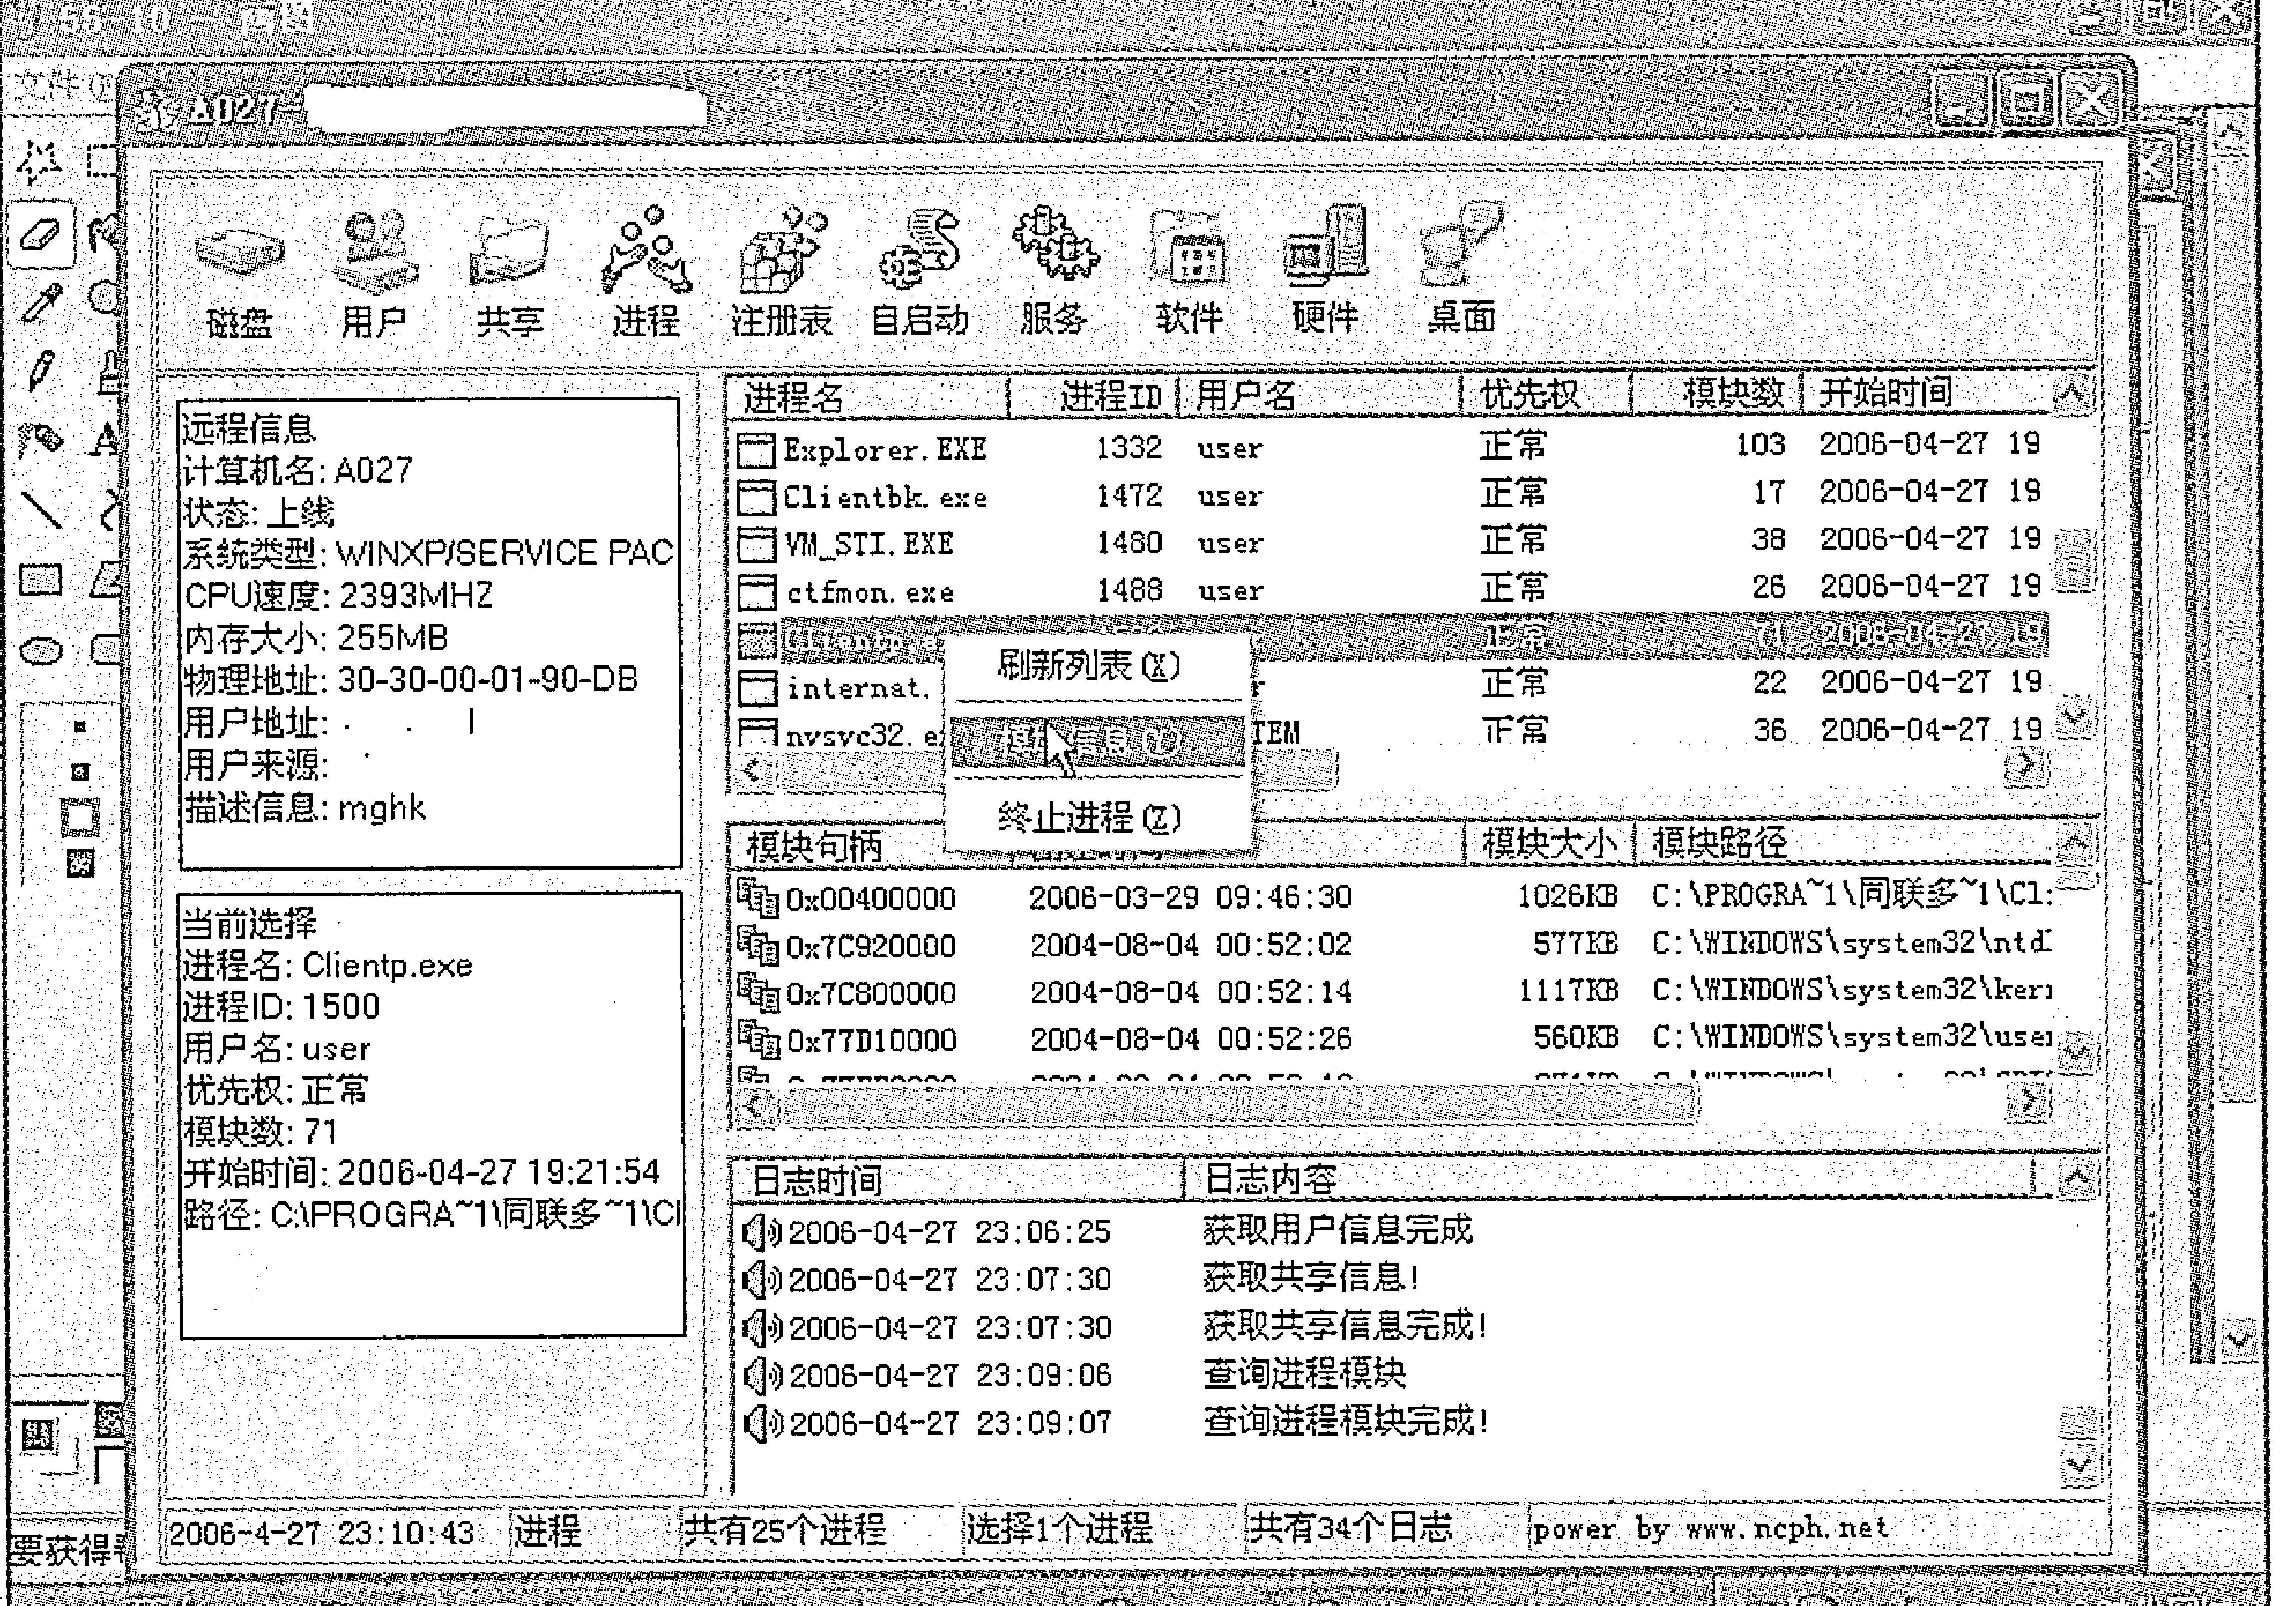 56-10 - 画图
文件
A027-
磁盘 用户 共享 进程 注册表 自启动 服务 软件 硬件 桌面
远程信息
计算机名: A027
状态: 上线
系统类型: WINXP/SERVICE PAC
CPU速度: 2393MHZ
内存大小: 255MB
物理地址: 30-30-00-01-90-DB
用户地址:
用户来源:
描述信息: mghk
当前选择
进程名: Clientp.exe
进程ID: 1500
用户名: user
优先权: 正常
模块数: 71
开始时间: 2006-04-27 19:21:54
路径: C:\PROGRA~1\同联多~1\Cl
进程名 进程ID 用户名 优先权 模块数 开始时间
Explorer.EXE 1332 user 正常 103 2006-04-27 19
Clientbk.exe 1472 user 正常 17 2006-04-27 19
VM_STI.EXE 1480 user 正常 38 2006-04-27 19
ctfmon.exe 1488 user 正常 26 2006-04-27 19
Clientp.e 正常 71 2006-04-27 19
internat. 正常 22 2006-04-27 19
nvsvc32.e TEM 正常 36 2006-04-27 19
刷新列表(X)
信息(Y)
终止进程(Z)
模块句柄 模块大小 模块路径
0x00400000 2006-03-29 09:46:30 1026KB C:\PROGRA~1\同联多~1\Cl
0x7C920000 2004-08-04 00:52:02 577KB C:\WINDOWS\system32\ntd
0x7C800000 2004-08-04 00:52:14 1117KB C:\WINDOWS\system32\ker
0x77D10000 2004-08-04 00:52:26 560KB C:\WINDOWS\system32\use
日志时间 日志内容
2006-04-27 23:06:25 获取用户信息完成
2006-04-27 23:07:30 获取共享信息!
2006-04-27 23:07:30 获取共享信息完成!
2006-04-27 23:09:06 查询进程模块
2006-04-27 23:09:07 查询进程模块完成!
2006-4-27 23:10:43 进程 共有25个进程 选择1个进程 共有34个日志 power by www.ncph.net
要获得